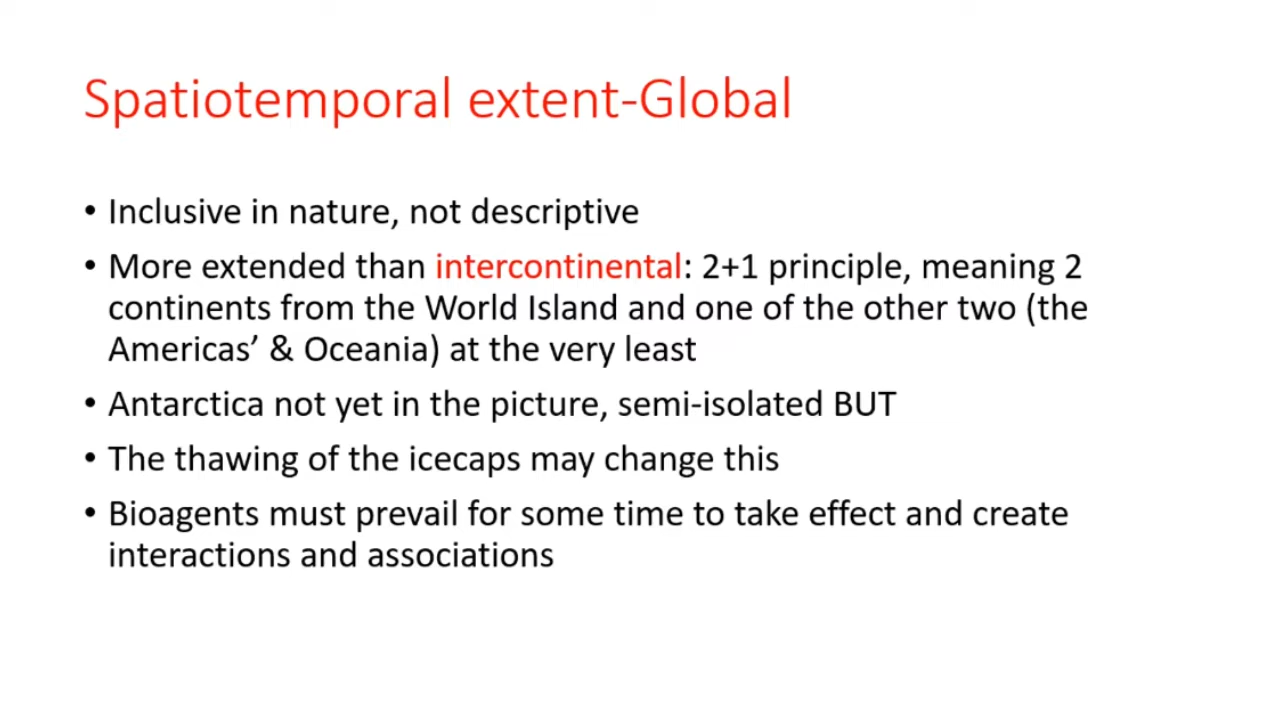 Spatiotemporal extent-Global
• Inclusive in nature, not descriptive
• More extended than intercontinental: 2+1 principle, meaning 2
continents from the World Island and one of the other two (the
Americas’ & Oceania) at the very least
• Antarctica not yet in the picture, semi-isolated BUT
• The thawing of the icecaps may change this
• Bioagents must prevail for some time to take effect and create
interactions and associations